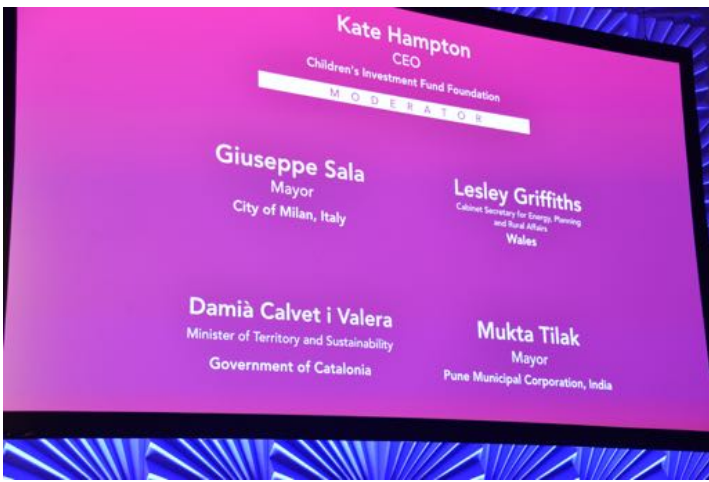 Kate Hampton
CEO
Children's Investment Fund Foundation
MODERATOR
Giuseppe Sala
Mayor
City of Milan, Italy
Lesley Griffiths
Cabinet Secretary for Energy, Planning
and Rural Affairs
Wales
Damià Calvet i Valera
Minister of Territory and Sustainability
Government of Catalonia
Mukta Tilak
Mayor
Pune Municipal Corporation, India